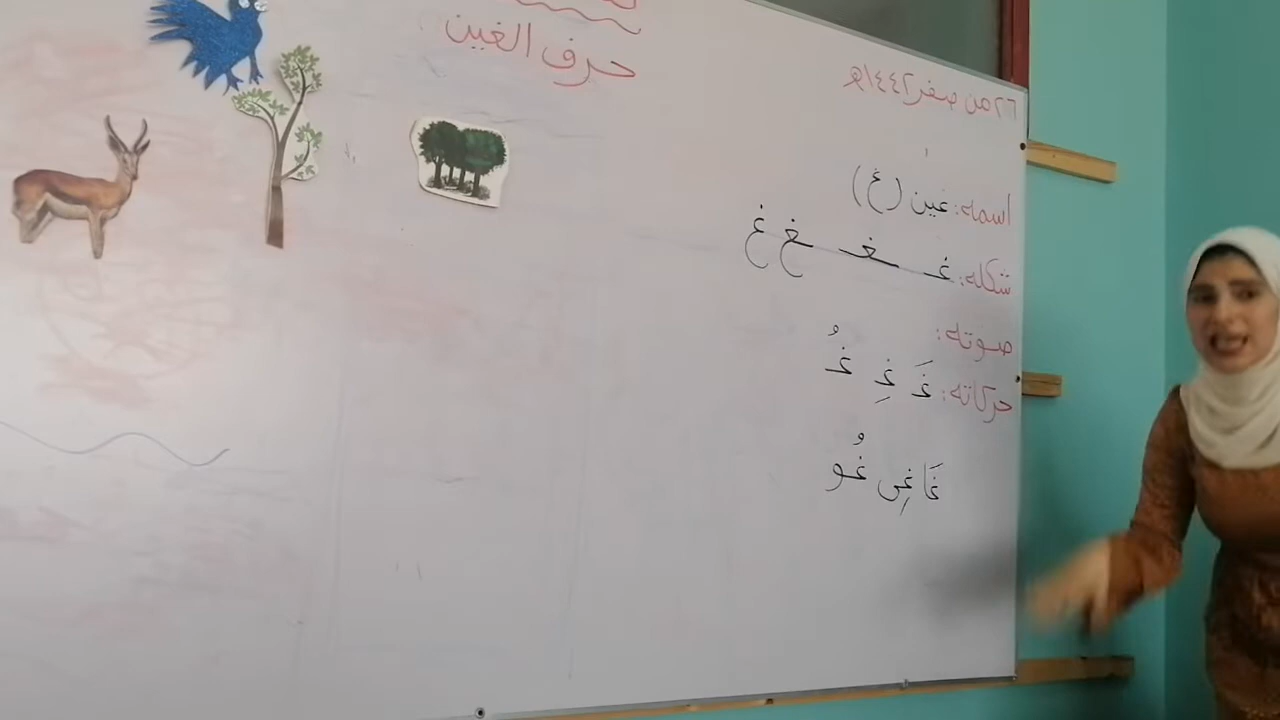 حرف الغين
٢٦ من صفر ١٤٤٢هـ
اسمه: غين (غ)
شكله: غـ ـغـ ـغ غ
صوته:
حركاته: غَـ غِـ غُـ
غَا غِي غُو